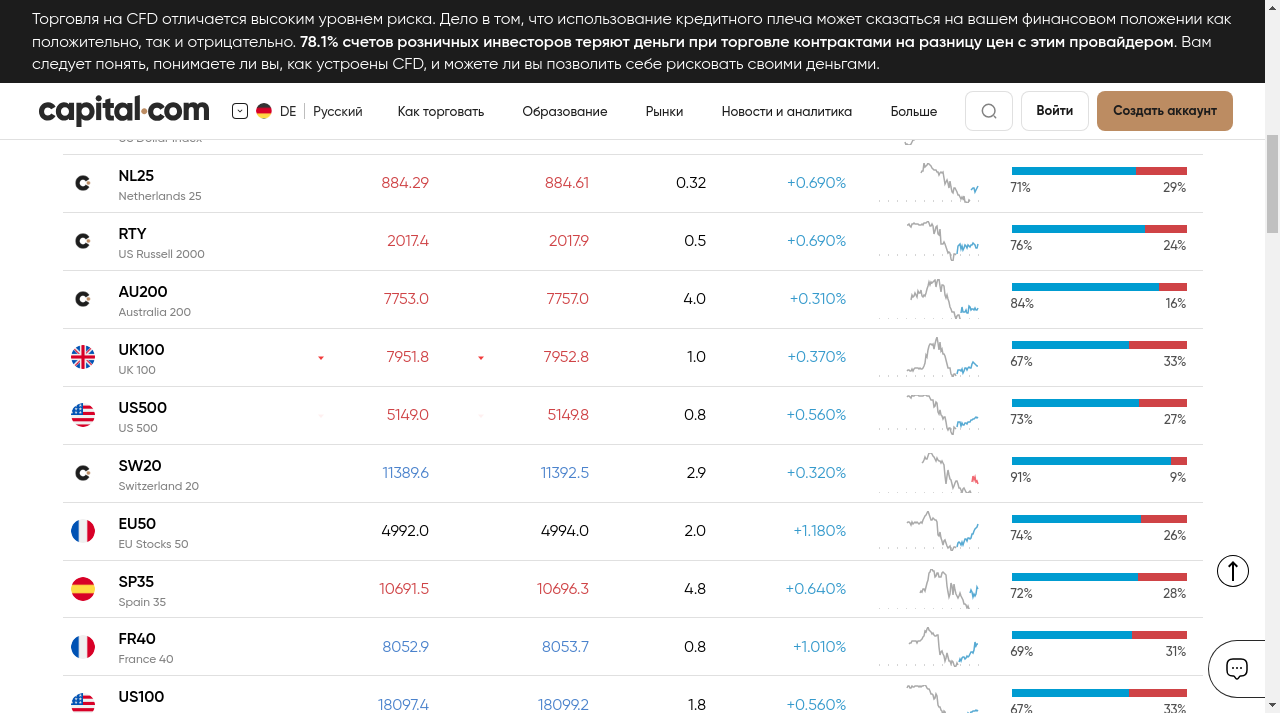 Торговля на CFD отличается высоким уровнем риска. Дело в том, что использование кредитного плеча может сказаться на вашем финансовом положении как
положительно, так и отрицательно. 78.1% счетов розничных инвесторов теряют деньги при торговле контрактами на разницу цен с этим провайдером. Вам
следует понять, понимаете ли вы, как устроены CFD, и можете ли вы позволить себе рисковать своими деньгами.
capital.com DE Русский Как торговать Образование Рынки Новости и аналитика Больше Войти Создать аккаунт
US Dollar Index
NL25 884.29 884.61 0.32 +0.690%
Netherlands 25 71% 29%
RTY 2017.4 2017.9 0.5 +0.690%
US Russell 2000 76% 24%
AU200 7753.0 7757.0 4.0 +0.310%
Australia 200 84% 16%
UK100 7951.8 7952.8 1.0 +0.370%
UK 100 67% 33%
US500 5149.0 5149.8 0.8 +0.560%
US 500 73% 27%
SW20 11389.6 11392.5 2.9 +0.320%
Switzerland 20 91% 9%
EU50 4992.0 4994.0 2.0 +1.180%
EU Stocks 50 74% 26%
SP35 10691.5 10696.3 4.8 +0.640%
Spain 35 72% 28%
FR40 8052.9 8053.7 0.8 +1.010%
France 40 69% 31%
US100 18097.4 18099.2 1.8 +0.560%
67% 33%